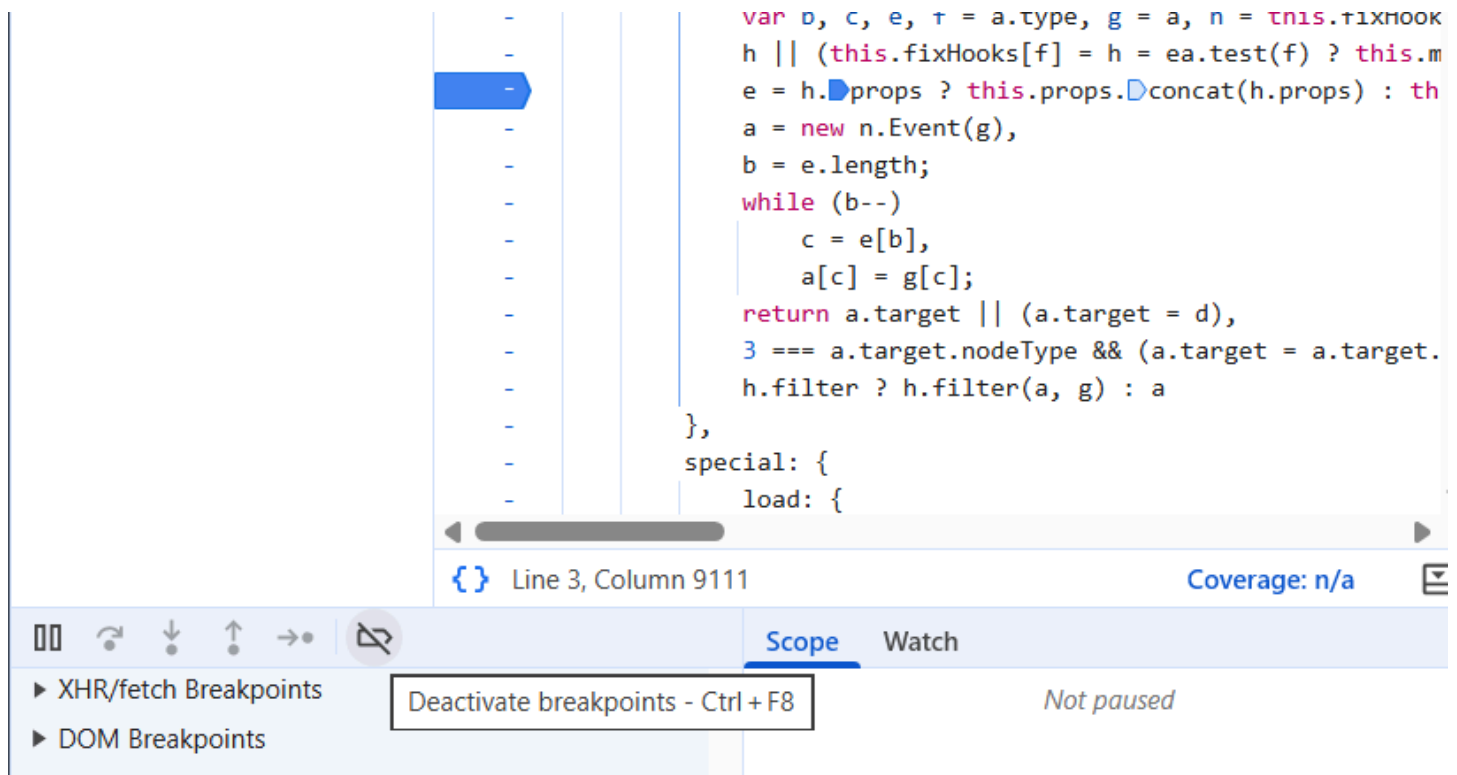 var b, c, e, f = a.type, g = a, h = this.fixHook
h || (this.fixHooks[f] = h = ea.test(f) ? this.m
- e = h.props ? this.props.concat(h.props) : th
- a = new n.Event(g),
- b = e.length;
- while (b--)
- c = e[b],
- a[c] = g[c];
- return a.target || (a.target = d),
- 3 === a.target.nodeType && (a.target = a.target.
- h.filter ? h.filter(a, g) : a
- },
- special: {
- load: {
{ } Line 3, Column 9111 Coverage: n/a
Scope Watch
XHR/fetch Breakpoints
Deactivate breakpoints - Ctrl + F8
Not paused
DOM Breakpoints